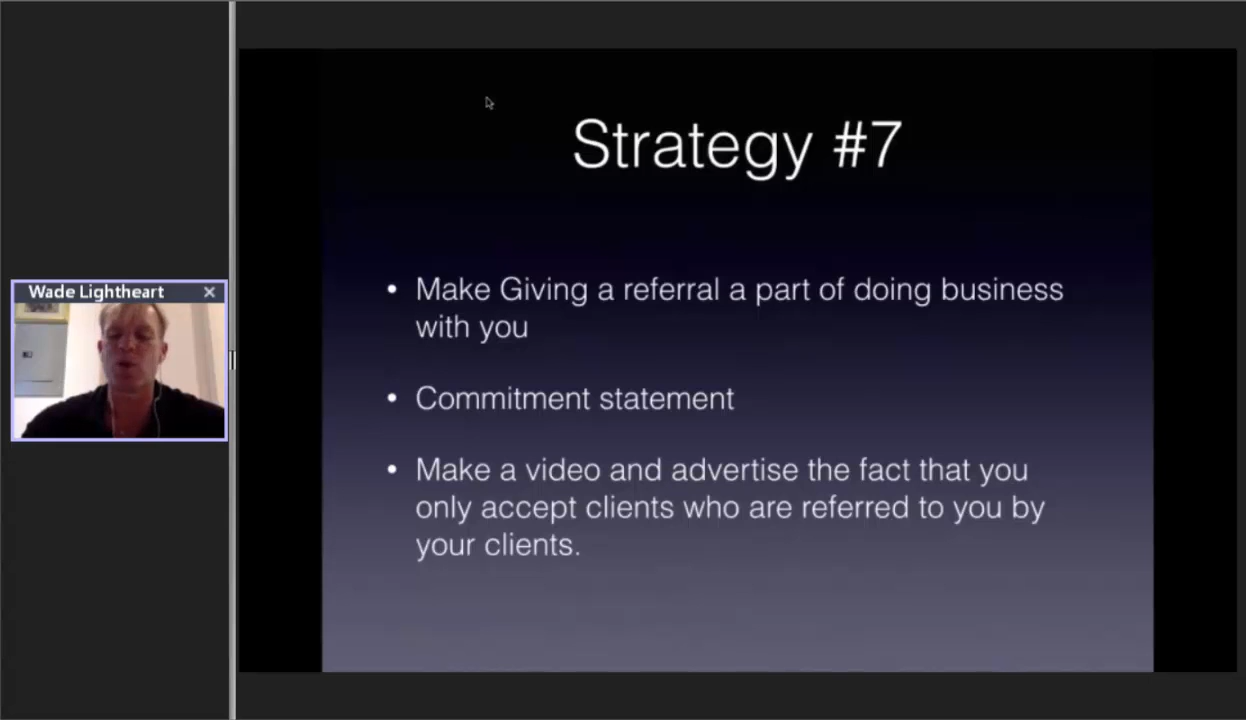 Wade Lightheart
Strategy #7
• Make Giving a referral a part of doing business
with you
• Commitment statement
• Make a video and advertise the fact that you
only accept clients who are referred to you by
your clients.